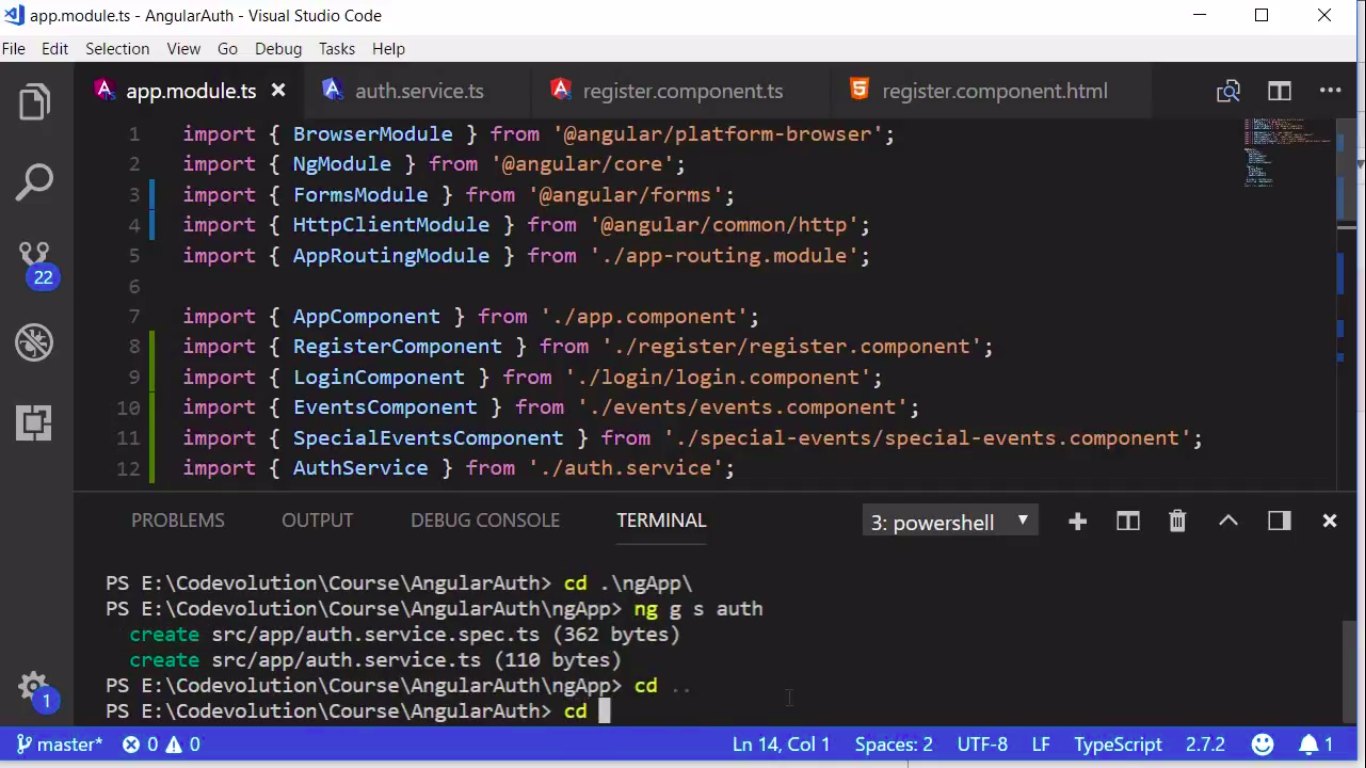 app.module.ts - AngularAuth - Visual Studio Code
File Edit Selection View Go Debug Tasks Help
app.module.ts auth.service.ts register.component.ts register.component.html
1 import { BrowserModule } from '@angular/platform-browser';
2 import { NgModule } from '@angular/core';
3 import { FormsModule } from '@angular/forms';
4 import { HttpClientModule } from '@angular/common/http';
5 import { AppRoutingModule } from './app-routing.module';
6
7 import { AppComponent } from './app.component';
8 import { RegisterComponent } from './register/register.component';
9 import { LoginComponent } from './login/login.component';
10 import { EventsComponent } from './events/events.component';
11 import { SpecialEventsComponent } from './special-events/special-events.component';
12 import { AuthService } from './auth.service';
22
PROBLEMS OUTPUT DEBUG CONSOLE TERMINAL 3: powershell
PS E:\Codevolution\Course\AngularAuth> cd .\ngApp\
PS E:\Codevolution\Course\AngularAuth\ngApp> ng g s auth
create src/app/auth.service.spec.ts (362 bytes)
create src/app/auth.service.ts (110 bytes)
PS E:\Codevolution\Course\AngularAuth\ngApp> cd ..
PS E:\Codevolution\Course\AngularAuth> cd
1
master* 0 0 Ln 14, Col 1 Spaces: 2 UTF-8 LF TypeScript 2.7.2 1